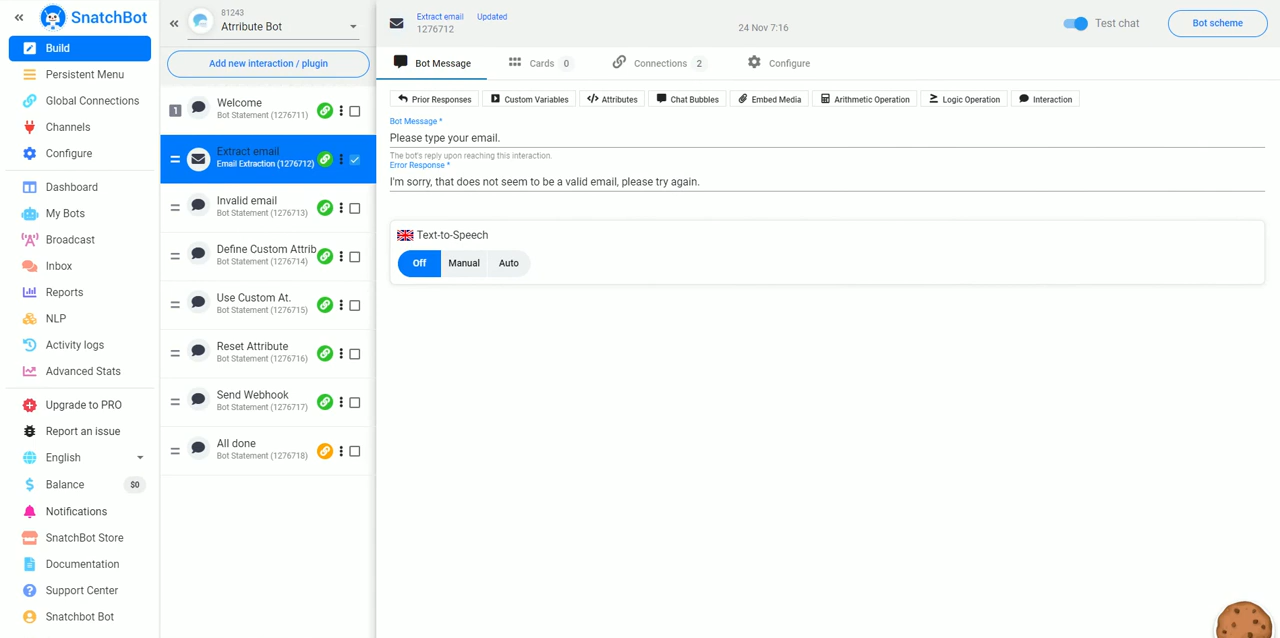 SnatchBot
Build
Persistent Menu
Global Connections
Channels
Configure
Dashboard
My Bots
Broadcast
Inbox
Reports
NLP
Activity logs
Advanced Stats
Upgrade to PRO
Report an issue
English
Balance $0
Notifications
SnatchBot Store
Documentation
Support Center
Snatchbot Bot
81243
Atrribute Bot
Add new interaction / plugin
1
Welcome
Bot Statement (1276711)
Extract email
Email Extraction (1276712)
Invalid email
Bot Statement (1276713)
Define Custom Attrib
Bot Statement (1276714)
Use Custom At.
Bot Statement (1276715)
Reset Attribute
Bot Statement (1276716)
Send Webhook
Bot Statement (1276717)
All done
Bot Statement (1276718)
Extract email Updated
1276712
24 Nov 7:16
Test chat
Bot scheme
Bot Message Cards 0 Connections 2 Configure
Prior Responses Custom Variables Attributes Chat Bubbles Embed Media Arithmetic Operation Logic Operation Interaction
Bot Message *
Please type your email.
The bot's reply upon reaching this interaction.
Error Response *
I'm sorry, that does not seem to be a valid email, please try again.
Text-to-Speech
Off Manual Auto